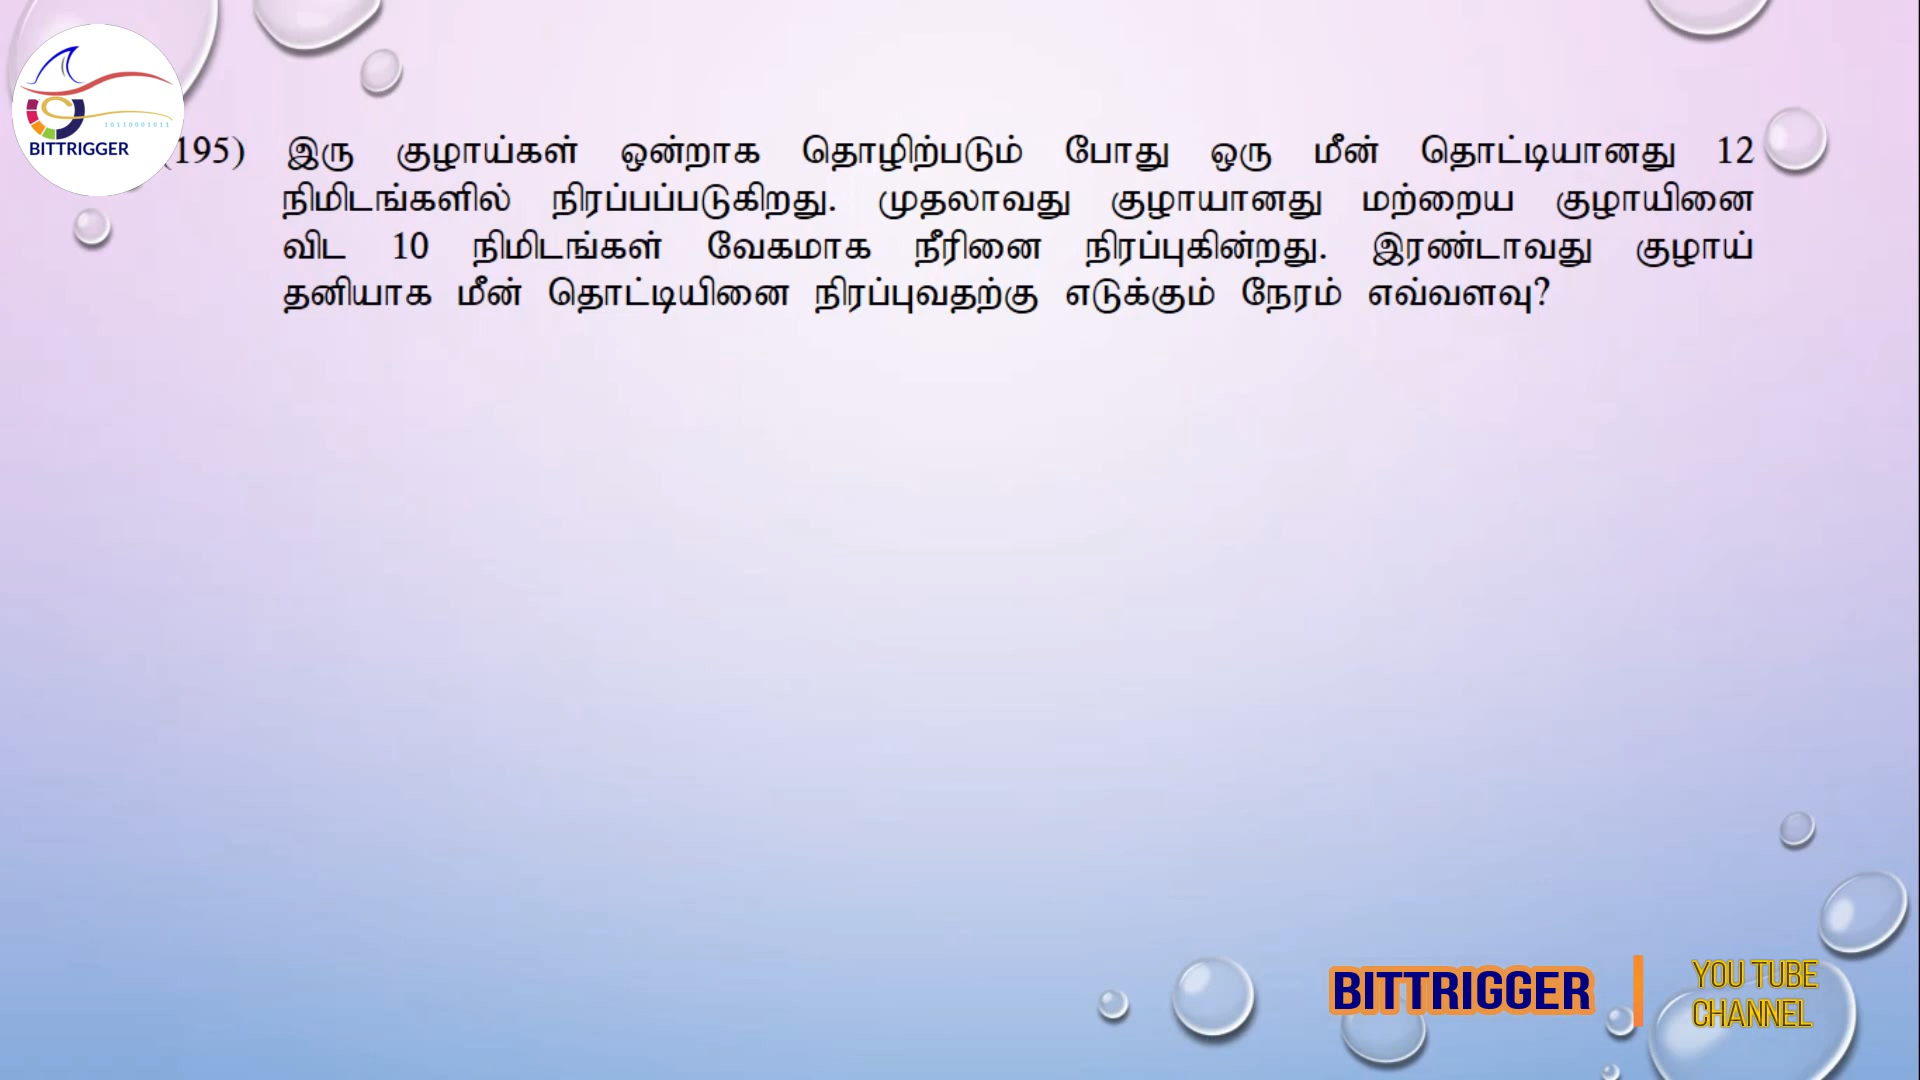 BITTRIGGER
10110001011
(195) இரு குழாய்கள் ஒன்றாக தொழிற்படும் போது ஒரு மீன் தொட்டியானது 12
நிமிடங்களில் நிரப்பப்படுகிறது. முதலாவது குழாயானது மற்றைய குழாயினை
விட 10 நிமிடங்கள் வேகமாக நீரினை நிரப்புகின்றது. இரண்டாவது குழாய்
தனியாக மீன் தொட்டியினை நிரப்புவதற்கு எடுக்கும் நேரம் எவ்வளவு?
BITTRIGGER
YOU TUBE
CHANNEL